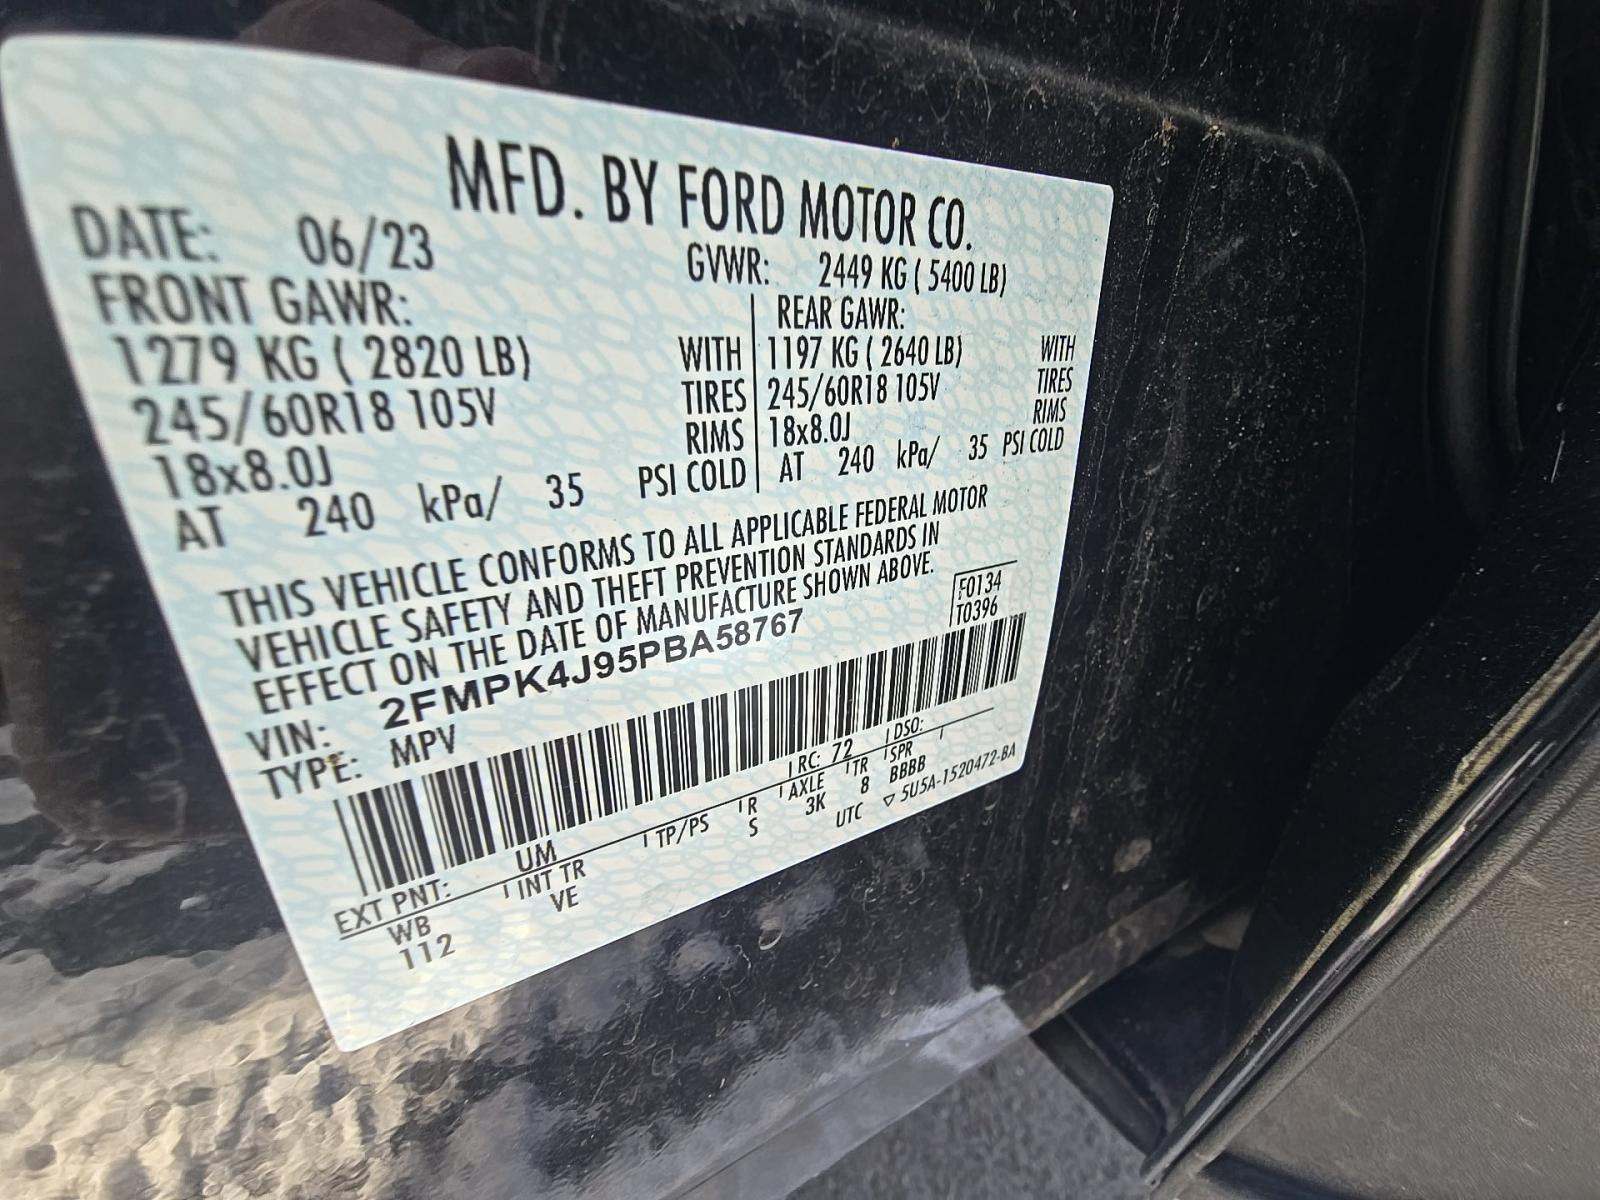 MFD. BY FORD MOTOR CO.
DATE: 06/23 GVWR: 2449 KG ( 5400 LB)
FRONT GAWR: REAR GAWR:
1279 KG ( 2820 LB) WITH 1197 KG ( 2640 LB) WITH
245/60R18 105V TIRES 245/60R18 105V TIRES
18x8.0J RIMS 18x8.0J RIMS
AT 240 kPa/ 35 PSI COLD AT 240 kPa/ 35 PSI COLD
THIS VEHICLE CONFORMS TO ALL APPLICABLE FEDERAL MOTOR
VEHICLE SAFETY AND THEFT PREVENTION STANDARDS IN
EFFECT ON THE DATE OF MANUFACTURE SHOWN ABOVE.
F0134
T0396
VIN: 2FMPK4J95PBA58767
TYPE: MPV
EXT PNT: UM RC: 72 DSO:
WB INT TR TP/PS R AXLE TR SPR
112 VE S 3K 8 BBBB
UTC ▽ 5U5A-1520472-BA